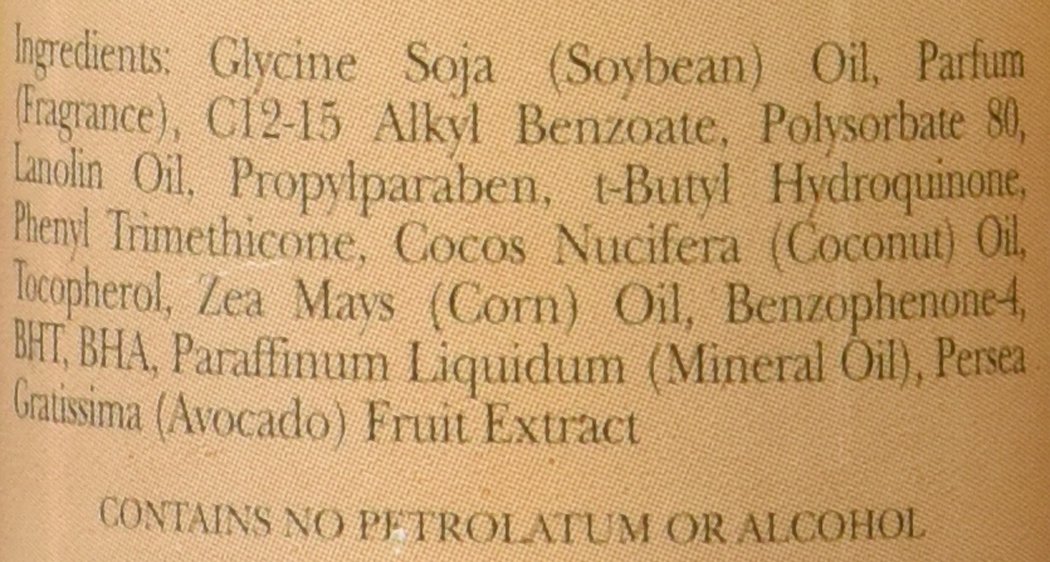 Ingredients: Glycine Soja (Soybean) Oil, Parfum
(Fragrance), C12-15 Alkyl Benzoate, Polysorbate 80,
Lanolin Oil, Propylparaben, t-Butyl Hydroquinone,
Phenyl Trimethicone, Cocos Nucifera (Coconut) Oil,
Tocopherol, Zea Mays (Corn) Oil, Benzophenone-4,
BHT, BHA, Paraffinum Liquidum (Mineral Oil), Persea
Gratissima (Avocado) Fruit Extract
CONTAINS NO PETROLATUM OR ALCOHOL